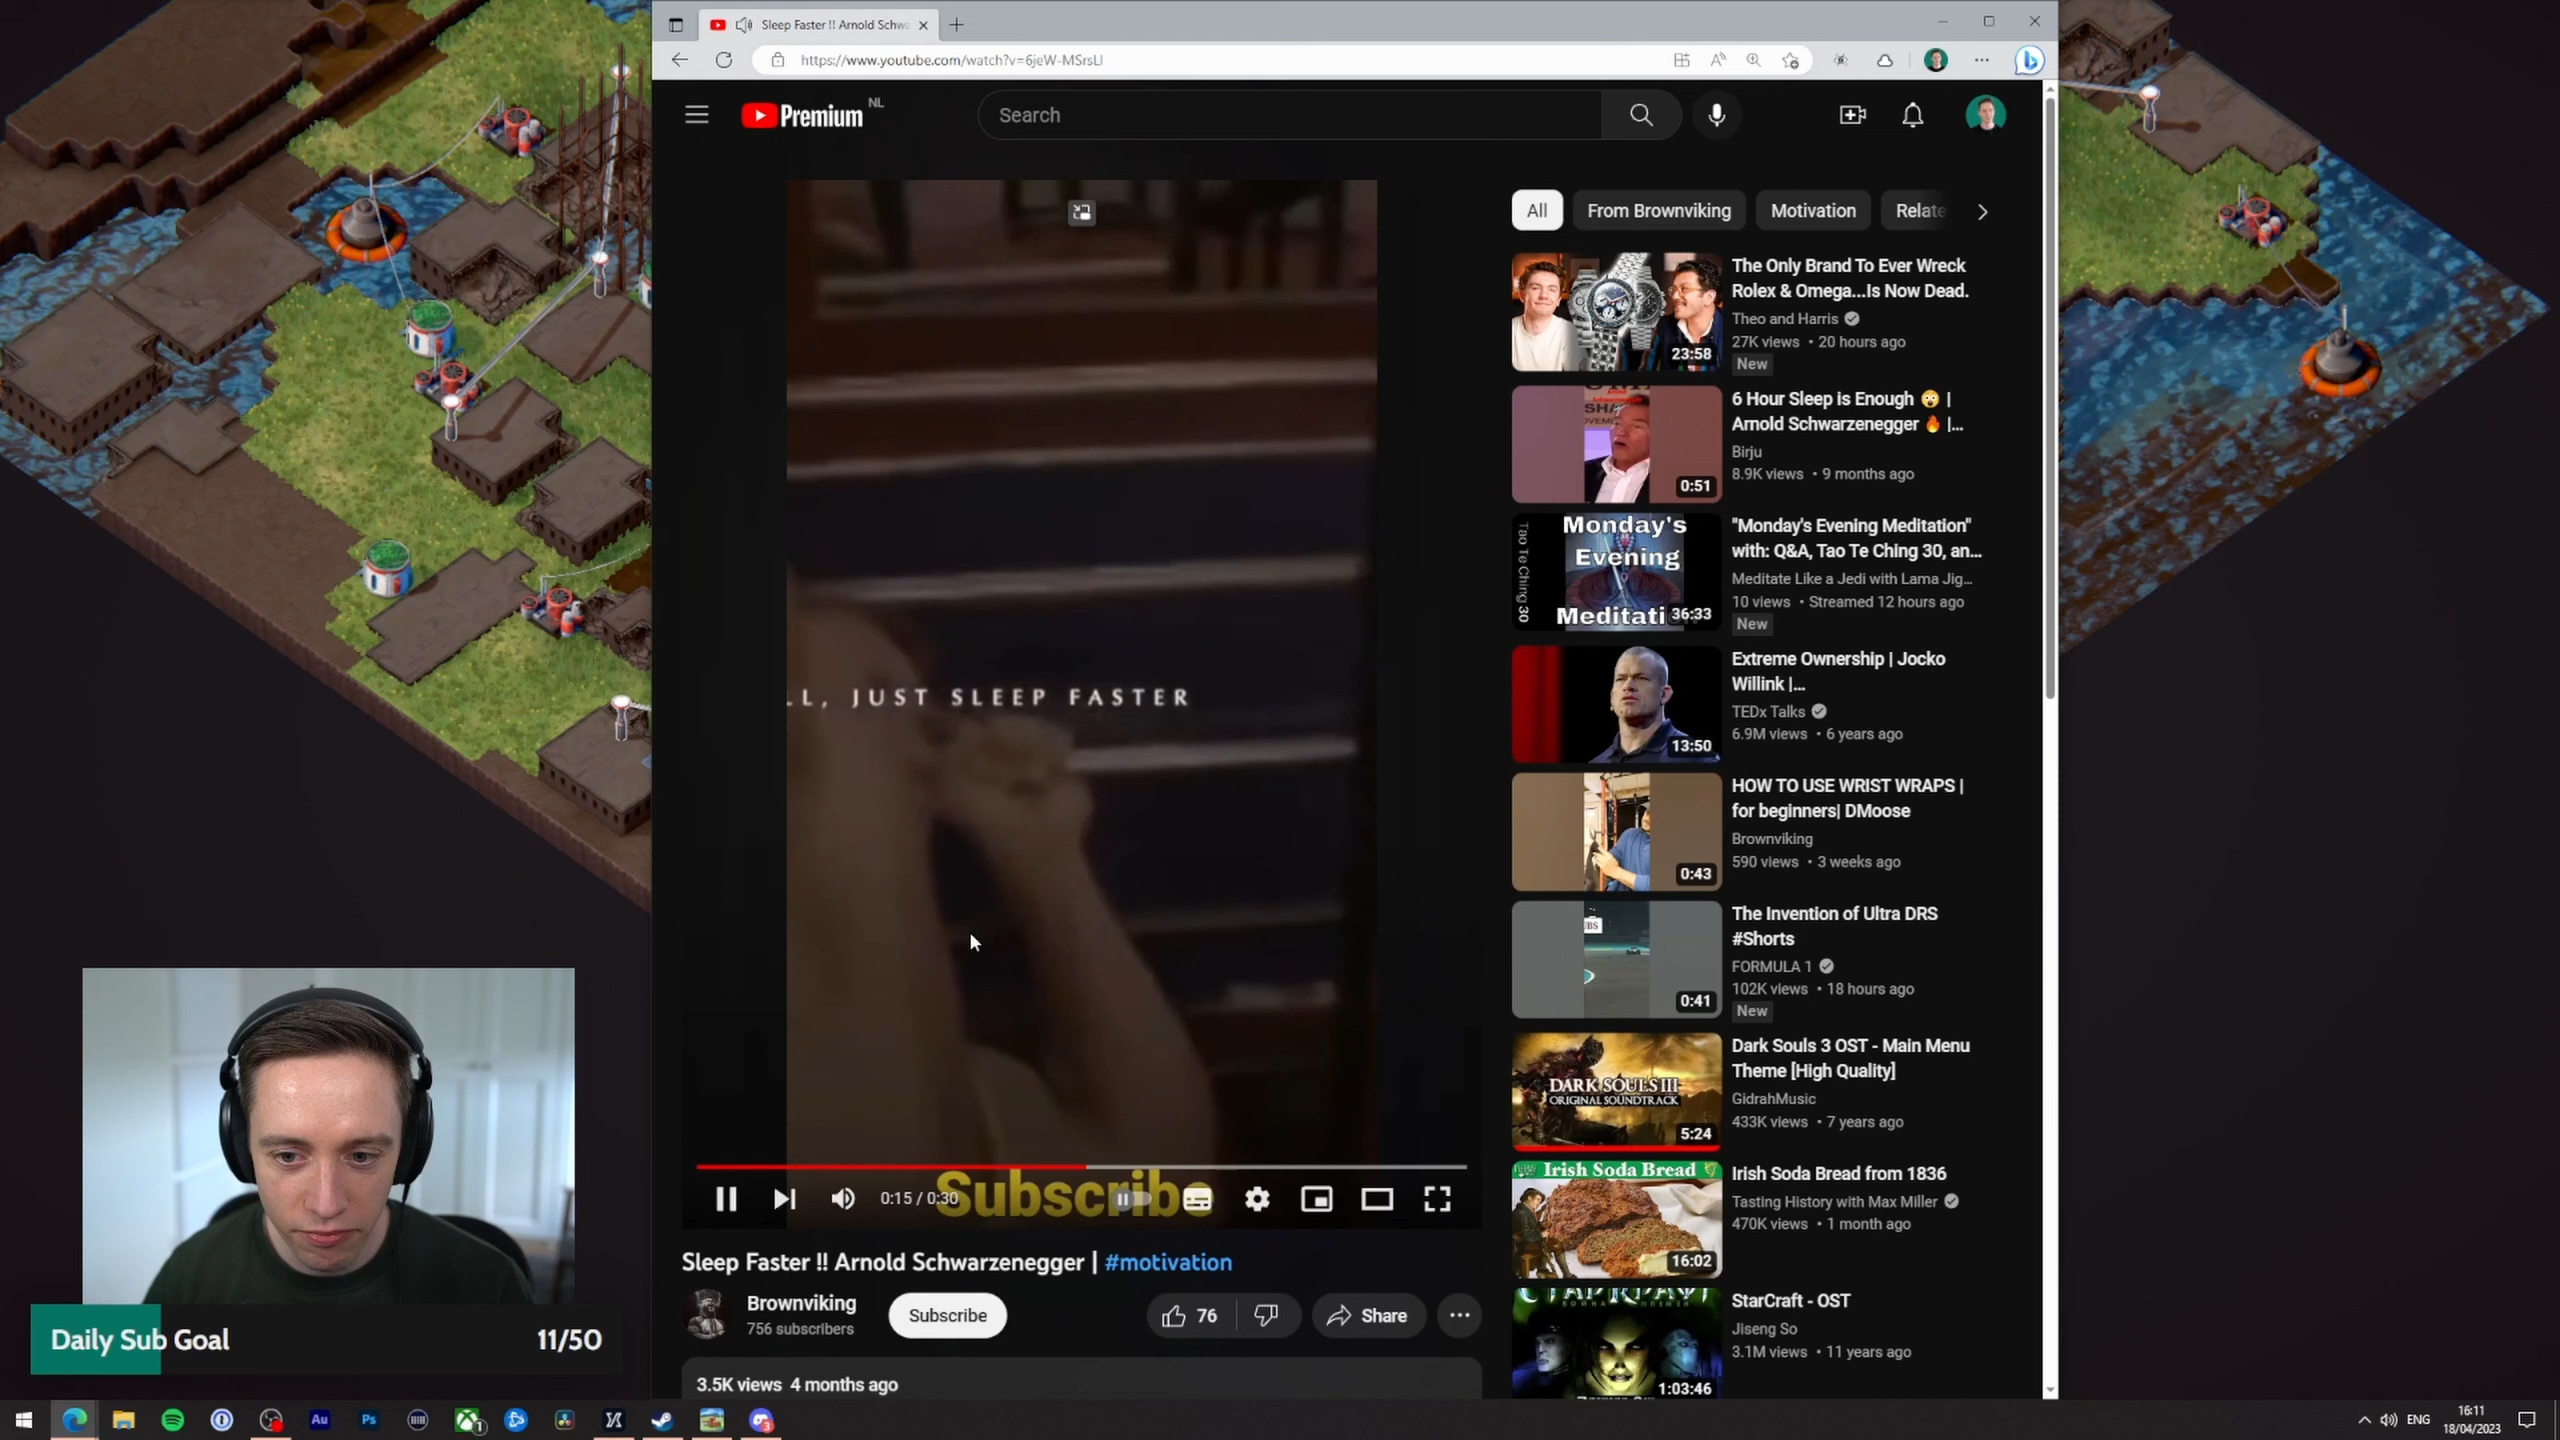 Sleep Faster !! Arnold Schwa
https://www.youtube.com/watch?v=6jeW-MSrsLI
Premium NL
Search
LL, JUST SLEEP FASTER
Subscribe
0:15 / 0:30
Sleep Faster !! Arnold Schwarzenegger | #motivation
Brownviking
756 subscribers
Subscribe
76
Share
3.5K views 4 months ago
All
From Brownviking
Motivation
Relate
23:58
The Only Brand To Ever Wreck
Rolex & Omega...Is Now Dead.
Theo and Harris
27K views • 20 hours ago
New
0:51
6 Hour Sleep is Enough 😲 |
Arnold Schwarzenegger 🔥 |...
Birju
8.9K views • 9 months ago
Tao Te Ching 30
Monday's
Evening
Meditati
36:33
"Monday's Evening Meditation"
with: Q&A, Tao Te Ching 30, an...
Meditate Like a Jedi with Lama Jig...
10 views • Streamed 12 hours ago
New
13:50
Extreme Ownership | Jocko
Willink |...
TEDx Talks
6.9M views • 6 years ago
0:43
HOW TO USE WRIST WRAPS |
for beginners| DMoose
Brownviking
590 views • 3 weeks ago
0:41
The Invention of Ultra DRS
#Shorts
FORMULA 1
102K views • 18 hours ago
New
DARK SOULS III
ORIGINAL SOUNDTRACK
5:24
Dark Souls 3 OST - Main Menu
Theme [High Quality]
GidrahMusic
433K views • 7 years ago
Irish Soda Bread
16:02
Irish Soda Bread from 1836
Tasting History with Max Miller
470K views • 1 month ago
1:03:46
StarCraft - OST
Jiseng So
3.1M views • 11 years ago
Daily Sub Goal
11/50
Au
Ps
1
3
ENG
16:11
18/04/2023